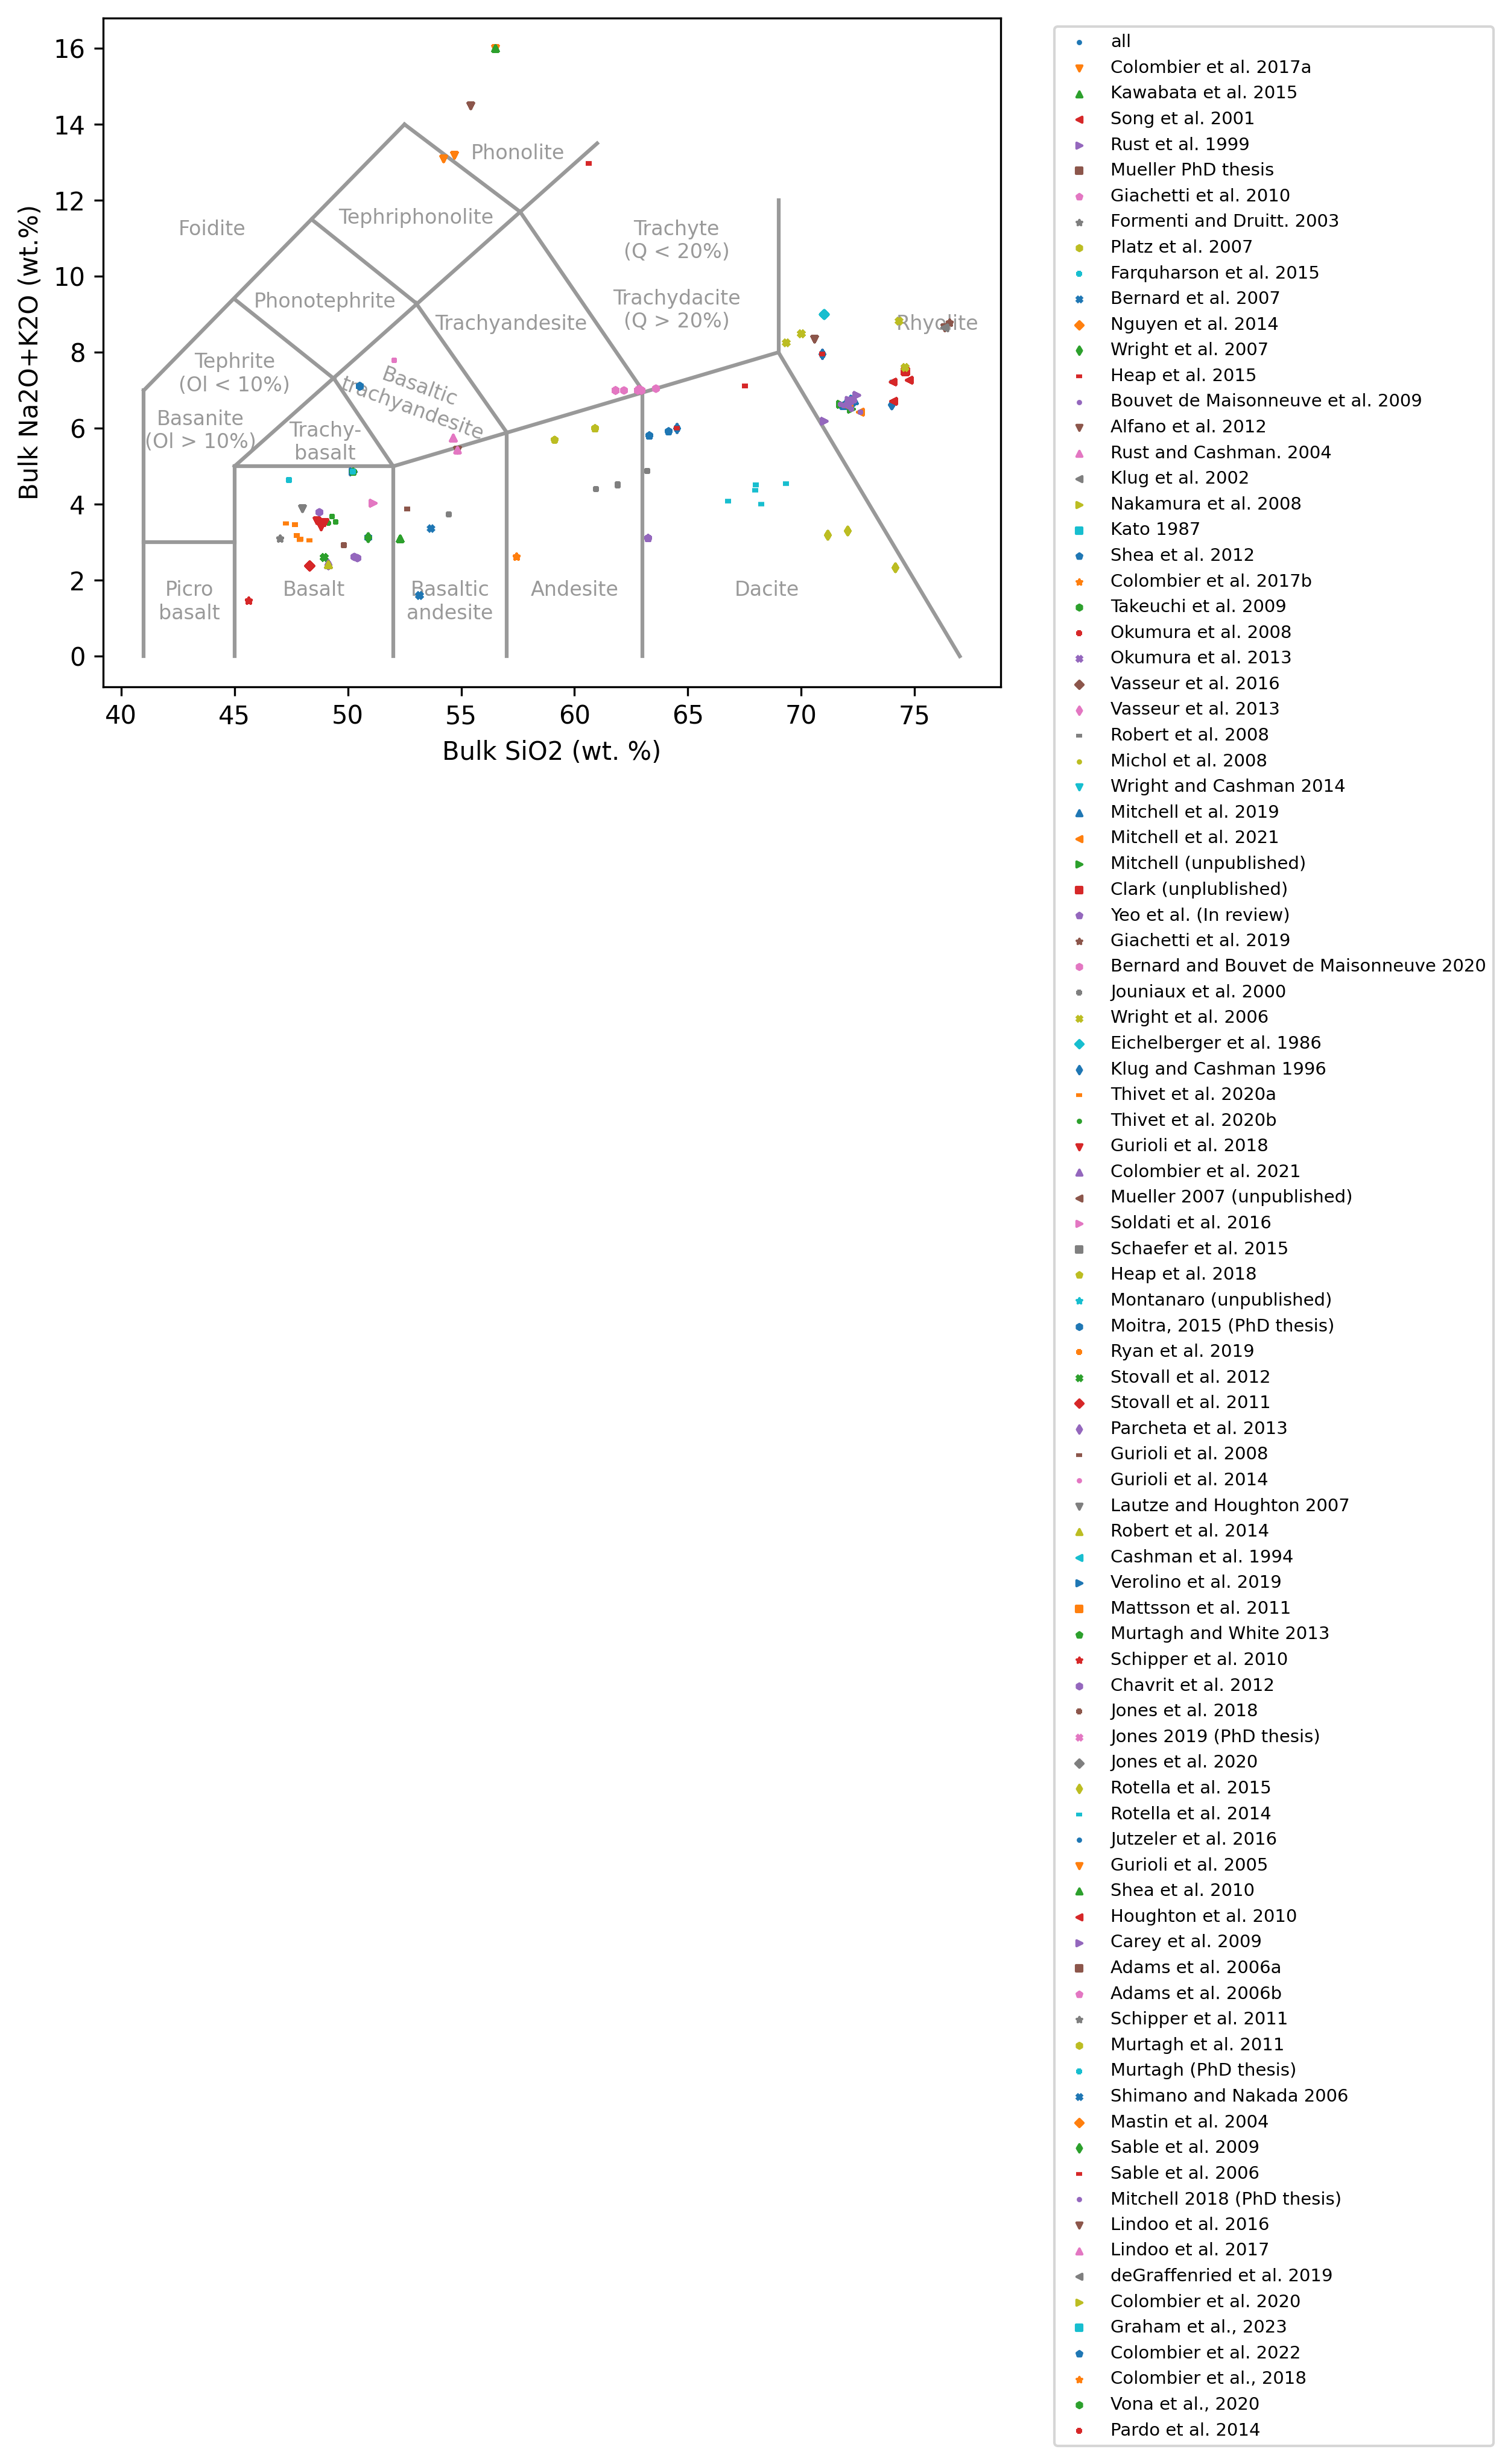 16
14
12
10
8
6
4
2
0
Bulk Na2O+K2O (wt.%)
40
45
50
55
60
65
70
75
Bulk SiO2 (wt. %)
Phonolite
Tephriphonolite
Foidite
Trachyte
(Q < 20%)
Phonotephrite
Trachydacite
(Q > 20%)
Trachyandesite
Rhyolite
Tephrite
(Ol < 10%)
Basaltic
trachyandesite
Basanite
(Ol > 10%)
Trachy-
basalt
Picro
basalt
Basalt
Basaltic
andesite
Andesite
Dacite
all
Colombier et al. 2017a
Kawabata et al. 2015
Song et al. 2001
Rust et al. 1999
Mueller PhD thesis
Giachetti et al. 2010
Formenti and Druitt. 2003
Platz et al. 2007
Farquharson et al. 2015
Bernard et al. 2007
Nguyen et al. 2014
Wright et al. 2007
Heap et al. 2015
Bouvet de Maisonneuve et al. 2009
Alfano et al. 2012
Rust and Cashman. 2004
Klug et al. 2002
Nakamura et al. 2008
Kato 1987
Shea et al. 2012
Colombier et al. 2017b
Takeuchi et al. 2009
Okumura et al. 2008
Okumura et al. 2013
Vasseur et al. 2016
Vasseur et al. 2013
Robert et al. 2008
Michol et al. 2008
Wright and Cashman 2014
Mitchell et al. 2019
Mitchell et al. 2021
Mitchell (unpublished)
Clark (unplublished)
Yeo et al. (In review)
Giachetti et al. 2019
Bernard and Bouvet de Maisonneuve 2020
Jouniaux et al. 2000
Wright et al. 2006
Eichelberger et al. 1986
Klug and Cashman 1996
Thivet et al. 2020a
Thivet et al. 2020b
Gurioli et al. 2018
Colombier et al. 2021
Mueller 2007 (unpublished)
Soldati et al. 2016
Schaefer et al. 2015
Heap et al. 2018
Montanaro (unpublished)
Moitra, 2015 (PhD thesis)
Ryan et al. 2019
Stovall et al. 2012
Stovall et al. 2011
Parcheta et al. 2013
Gurioli et al. 2008
Gurioli et al. 2014
Lautze and Houghton 2007
Robert et al. 2014
Cashman et al. 1994
Verolino et al. 2019
Mattsson et al. 2011
Murtagh and White 2013
Schipper et al. 2010
Chavrit et al. 2012
Jones et al. 2018
Jones 2019 (PhD thesis)
Jones et al. 2020
Rotella et al. 2015
Rotella et al. 2014
Jutzeler et al. 2016
Gurioli et al. 2005
Shea et al. 2010
Houghton et al. 2010
Carey et al. 2009
Adams et al. 2006a
Adams et al. 2006b
Schipper et al. 2011
Murtagh et al. 2011
Murtagh (PhD thesis)
Shimano and Nakada 2006
Mastin et al. 2004
Sable et al. 2009
Sable et al. 2006
Mitchell 2018 (PhD thesis)
Lindoo et al. 2016
Lindoo et al. 2017
deGraffenried et al. 2019
Colombier et al. 2020
Graham et al., 2023
Colombier et al. 2022
Colombier et al., 2018
Vona et al., 2020
Pardo et al. 2014